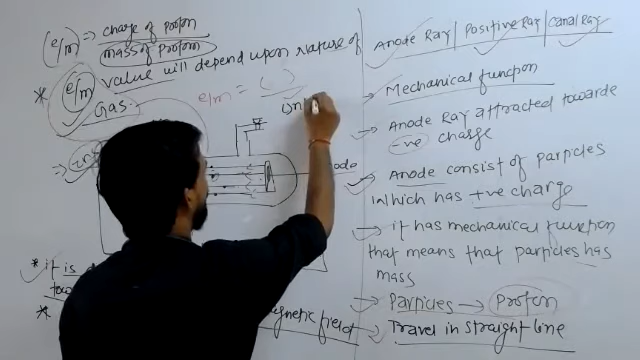 (e/m) => charge of proton
mass of proton
* e/m value will depend upon nature of
Gas.
e/m = ( )
* it is
magnetic field
Anode Ray | Positive Ray | Canal Ray
-> Mechanical function
-> Anode Ray attracted towards
-ve charge
-> Anode consist of particles
which has +ve charge
-> it has mechanical function
that means that particles has
mass
-> Particles -> Proton
-> Travel in straight line